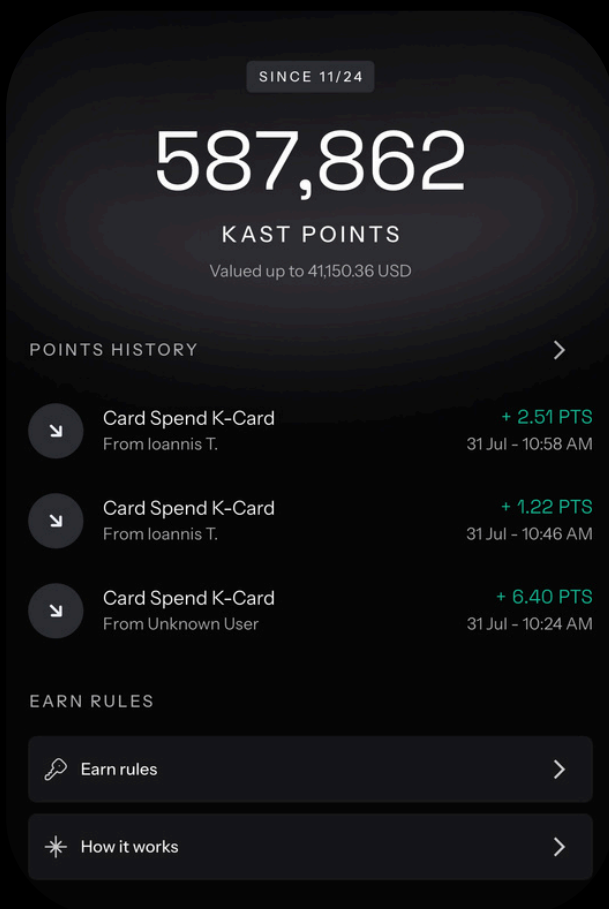 SINCE 11/24
587,862
KAST POINTS
Valued up to 41,150.36 USD
POINTS HISTORY
Card Spend K-Card
+ 2.51 PTS
From Ioannis T.
31 Jul - 10:58 AM
Card Spend K-Card
+ 1.22 PTS
From Ioannis T.
31 Jul - 10:46 AM
Card Spend K-Card
+ 6.40 PTS
From Unknown User
31 Jul - 10:24 AM
EARN RULES
Earn rules
How it works